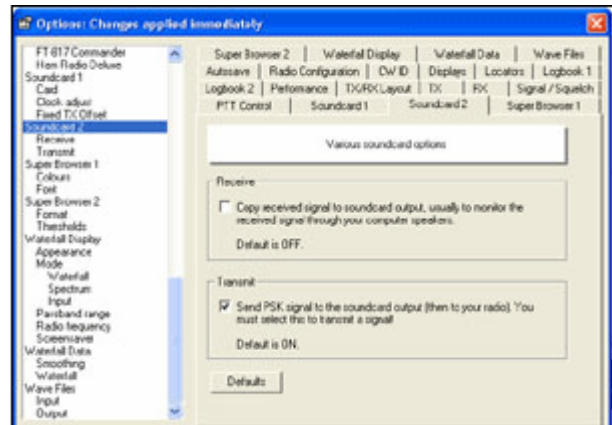 Options: Changes applied immediately
FT-817 Commander
Ham Radio Deluxe
Soundcard 1
Card
Clock adjust
Fixed TX Offset
Soundcard 2
Receive
Transmit
Super Browser 1
Colours
Font
Super Browser 2
Format
Thresholds
Waterfall Display
Appearance
Mode
Waterfall
Spectrum
Input
Passband range
Radio frequency
Screensaver
Waterfall Data
Smoothing
Waterfall
Wave Files
Input
Output
Super Browser 2 Waterfall Display Waterfall Data Wave Files
Autosave Radio Configuration CW ID Displays Locators Logbook 1
Logbook 2 Performance TX/RX Layout TX RX Signal / Squelch
PTT Control Soundcard 1 Soundcard 2 Super Browser 1
Various soundcard options
Receive
Copy received signal to soundcard output, usually to monitor the
received signal through your computer speakers.
Default is OFF.
Transmit
Send PSK signal to the soundcard output (then to your radio). You
must select this to transmit a signal!
Default is ON.
Defaults